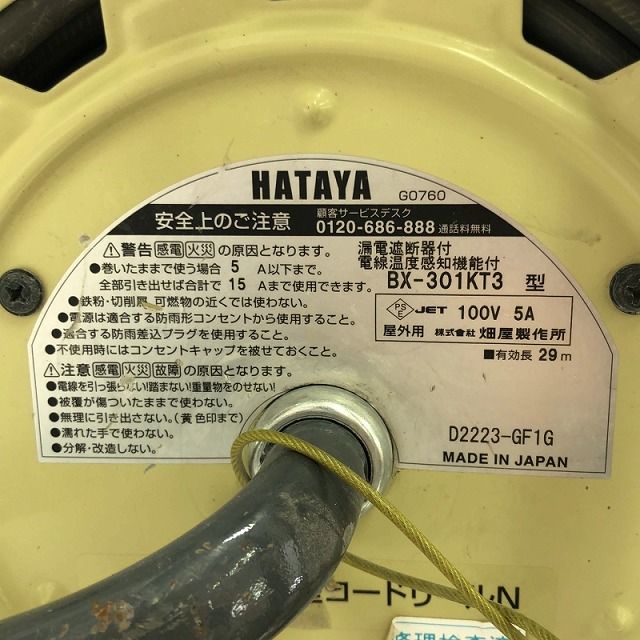 HATAYA G0760
安全上のご注意 顧客サービスデスク 0120-686-888 通話料無料
⚠警告 感電 火災 の原因となります。
●巻いたままで使う場合 5 A以下まで。
全部引き出せば合計で 15 Aまで使用できます。
●鉄粉・切削屑、可燃物の近くでは使わない。
●電源は適合する防雨形コンセントから使用すること。
●適合する防雨差込プラグを使用すること。
●不使用時にはコンセントキャップを被せておくこと。
⚠注意 感電 火災 故障 の原因となります。
●電線を引っ張らない!踏まない!重量物をのせない!
●被覆が傷ついたままで使わない。
●無理に引き出さない。(黄色印まで)
●濡れた手で使わない。
●分解・改造しない。
漏電遮断器付
電線温度感知機能付
BX-301KT3 型
PSE JET 100V 5A
屋外用 株式会社 畑屋製作所
■有効長 29m
D2223-GF1G
MADE IN JAPAN
コードリールN